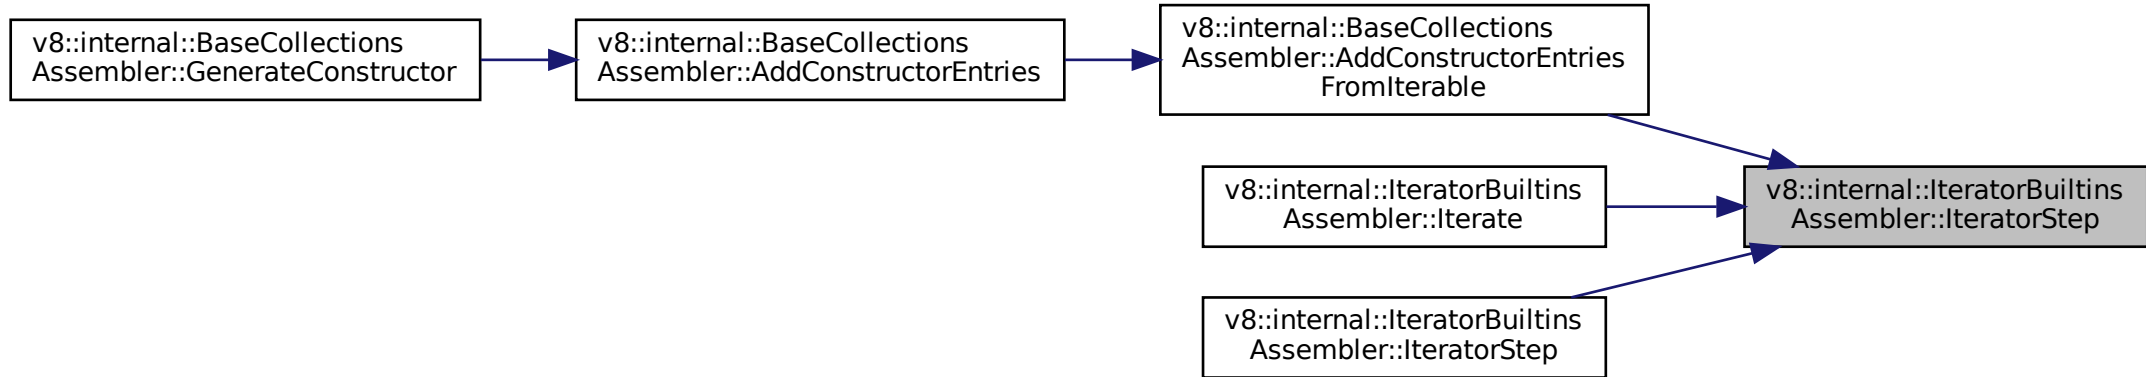 v8::internal::BaseCollections
Assembler::GenerateConstructor
v8::internal::BaseCollections
Assembler::AddConstructorEntries
v8::internal::BaseCollections
Assembler::AddConstructorEntries
FromIterable
v8::internal::IteratorBuiltins
Assembler::Iterate
v8::internal::IteratorBuiltins
Assembler::IteratorStep
v8::internal::IteratorBuiltins
Assembler::IteratorStep